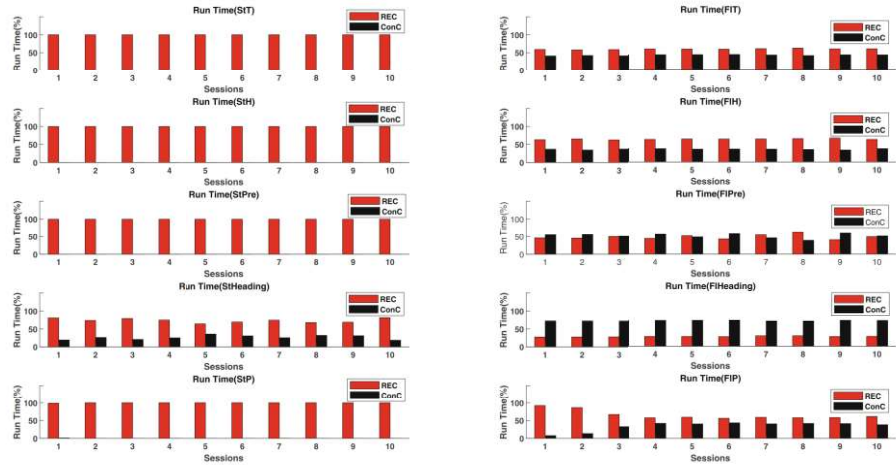 Run Time(StT)
REC
ConC
Run Time(%)
100
50
0
1 2 3 4 5 6 7 8 9 10
Sessions
Run Time(StH)
REC
ConC
Run Time(%)
100
50
0
1 2 3 4 5 6 7 8 9 10
Sessions
Run Time(StPre)
REC
ConC
Run Time(%)
100
50
0
1 2 3 4 5 6 7 8 9 10
Sessions
Run Time(StHeading)
REC
ConC
Run Time(%)
100
50
0
1 2 3 4 5 6 7 8 9 10
Sessions
Run Time(StP)
REC
ConC
Run Time(%)
100
50
0
1 2 3 4 5 6 7 8 9 10
Sessions
Run Time(FlT)
REC
ConC
Run Time(%)
100
50
0
1 2 3 4 5 6 7 8 9 10
Sessions
Run Time(FlH)
REC
ConC
Run Time(%)
100
50
0
1 2 3 4 5 6 7 8 9 10
Sessions
Run Time(FlPre)
REC
ConC
Run Time(%)
100
50
0
1 2 3 4 5 6 7 8 9 10
Sessions
Run Time(FlHeading)
REC
ConC
Run Time(%)
100
50
0
1 2 3 4 5 6 7 8 9 10
Sessions
Run Time(FlP)
REC
ConC
Run Time(%)
100
50
0
1 2 3 4 5 6 7 8 9 10
Sessions